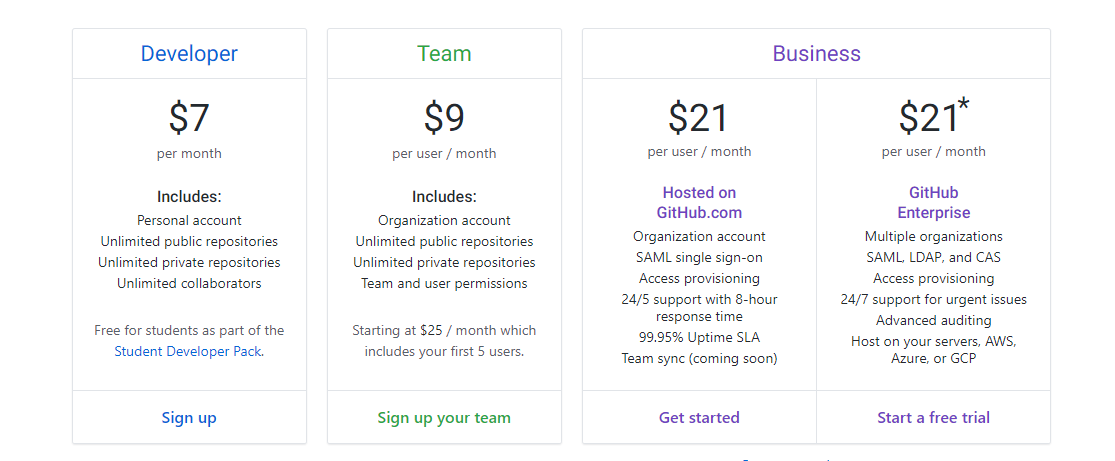 Developer
$7
per month
Includes:
Personal account
Unlimited public repositories
Unlimited private repositories
Unlimited collaborators
Free for students as part of the
Student Developer Pack.
Sign up
Team
$9
per user / month
Includes:
Organization account
Unlimited public repositories
Unlimited private repositories
Team and user permissions
Starting at $25 / month which
includes your first 5 users.
Sign up your team
Business
$21
per user / month
Hosted on
GitHub.com
Organization account
SAML single sign-on
Access provisioning
24/5 support with 8-hour
response time
99.95% Uptime SLA
Team sync (coming soon)
Get started
$21*
per user / month
GitHub
Enterprise
Multiple organizations
SAML, LDAP, and CAS
Access provisioning
24/7 support for urgent issues
Advanced auditing
Host on your servers, AWS,
Azure, or GCP
Start a free trial